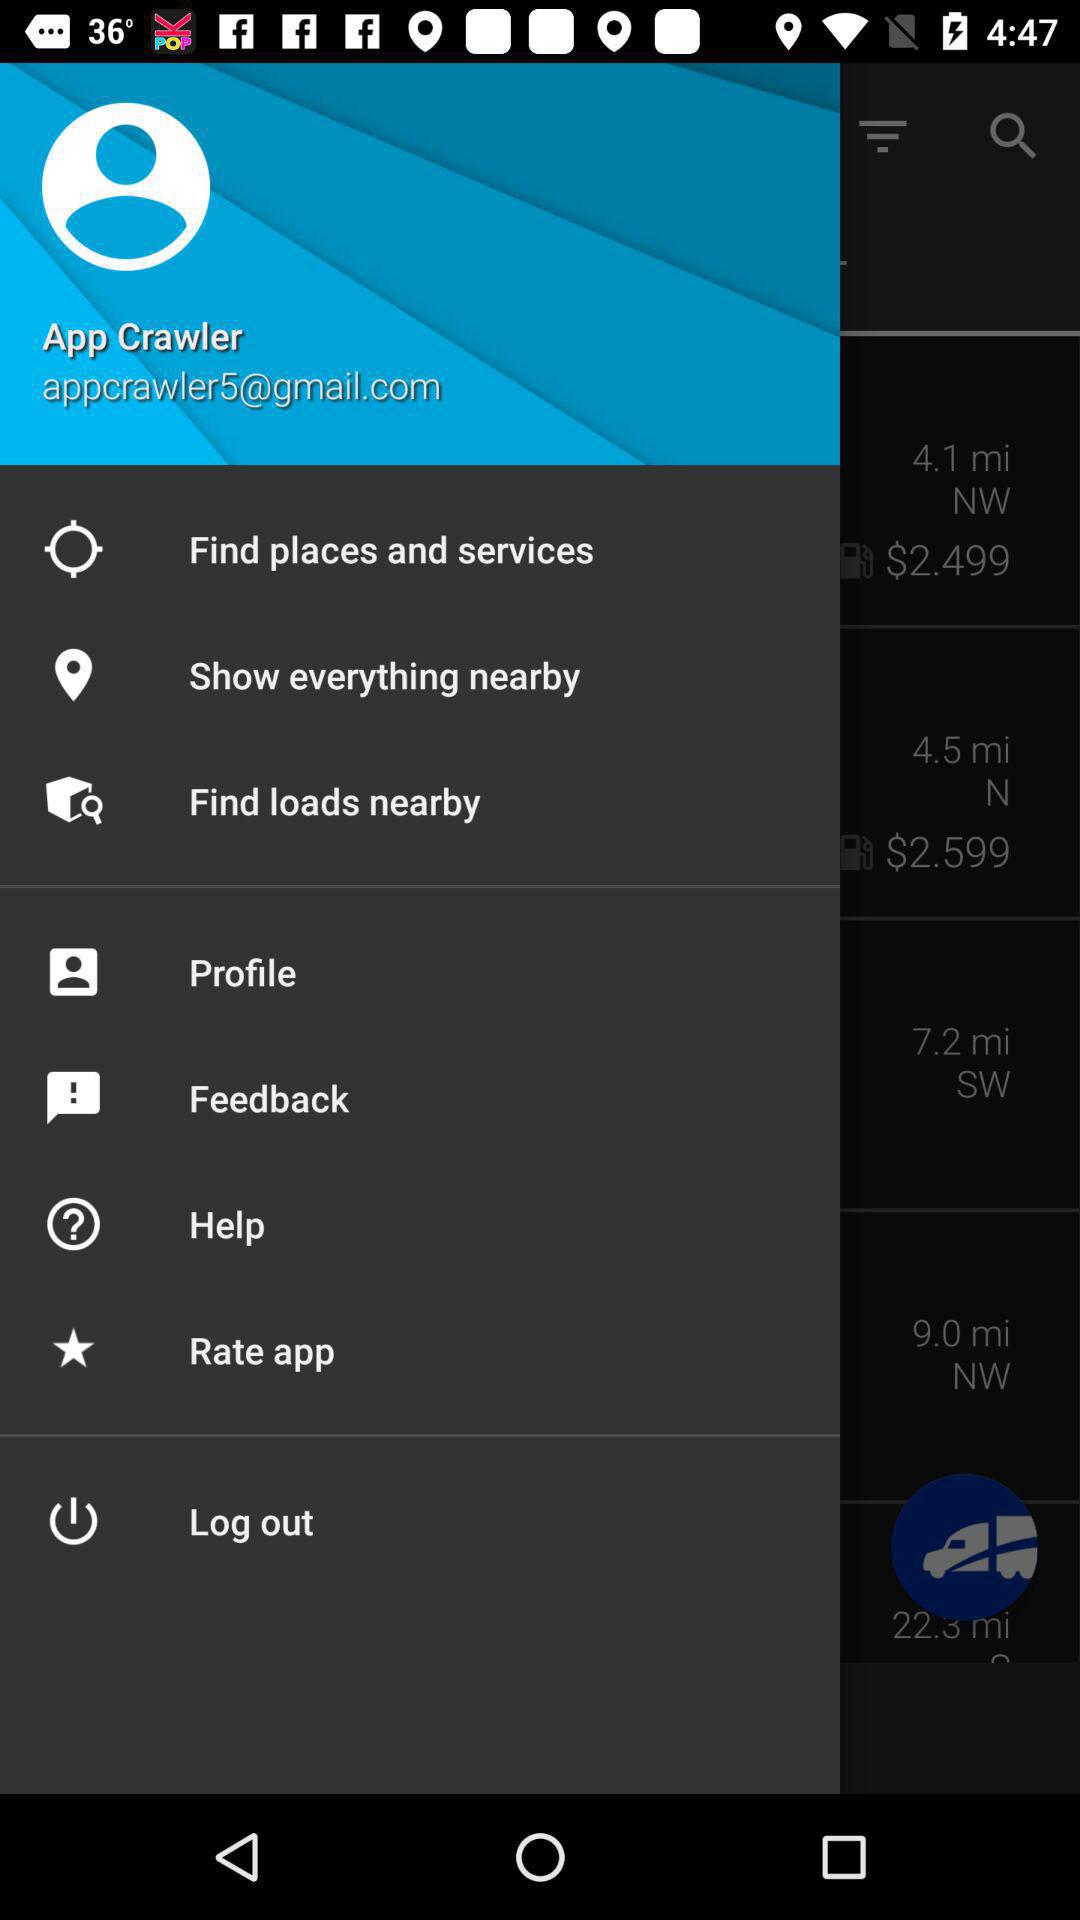 36° KPOP 4:47
App Crawler
appcrawler5@gmail.com
Find places and services
Show everything nearby
Find loads nearby
Profile
Feedback
Help
Rate app
Log out
4.1 mi
NW
$2.499
4.5 mi
N
$2.599
7.2 mi
SW
9.0 mi
NW
22.3 mi